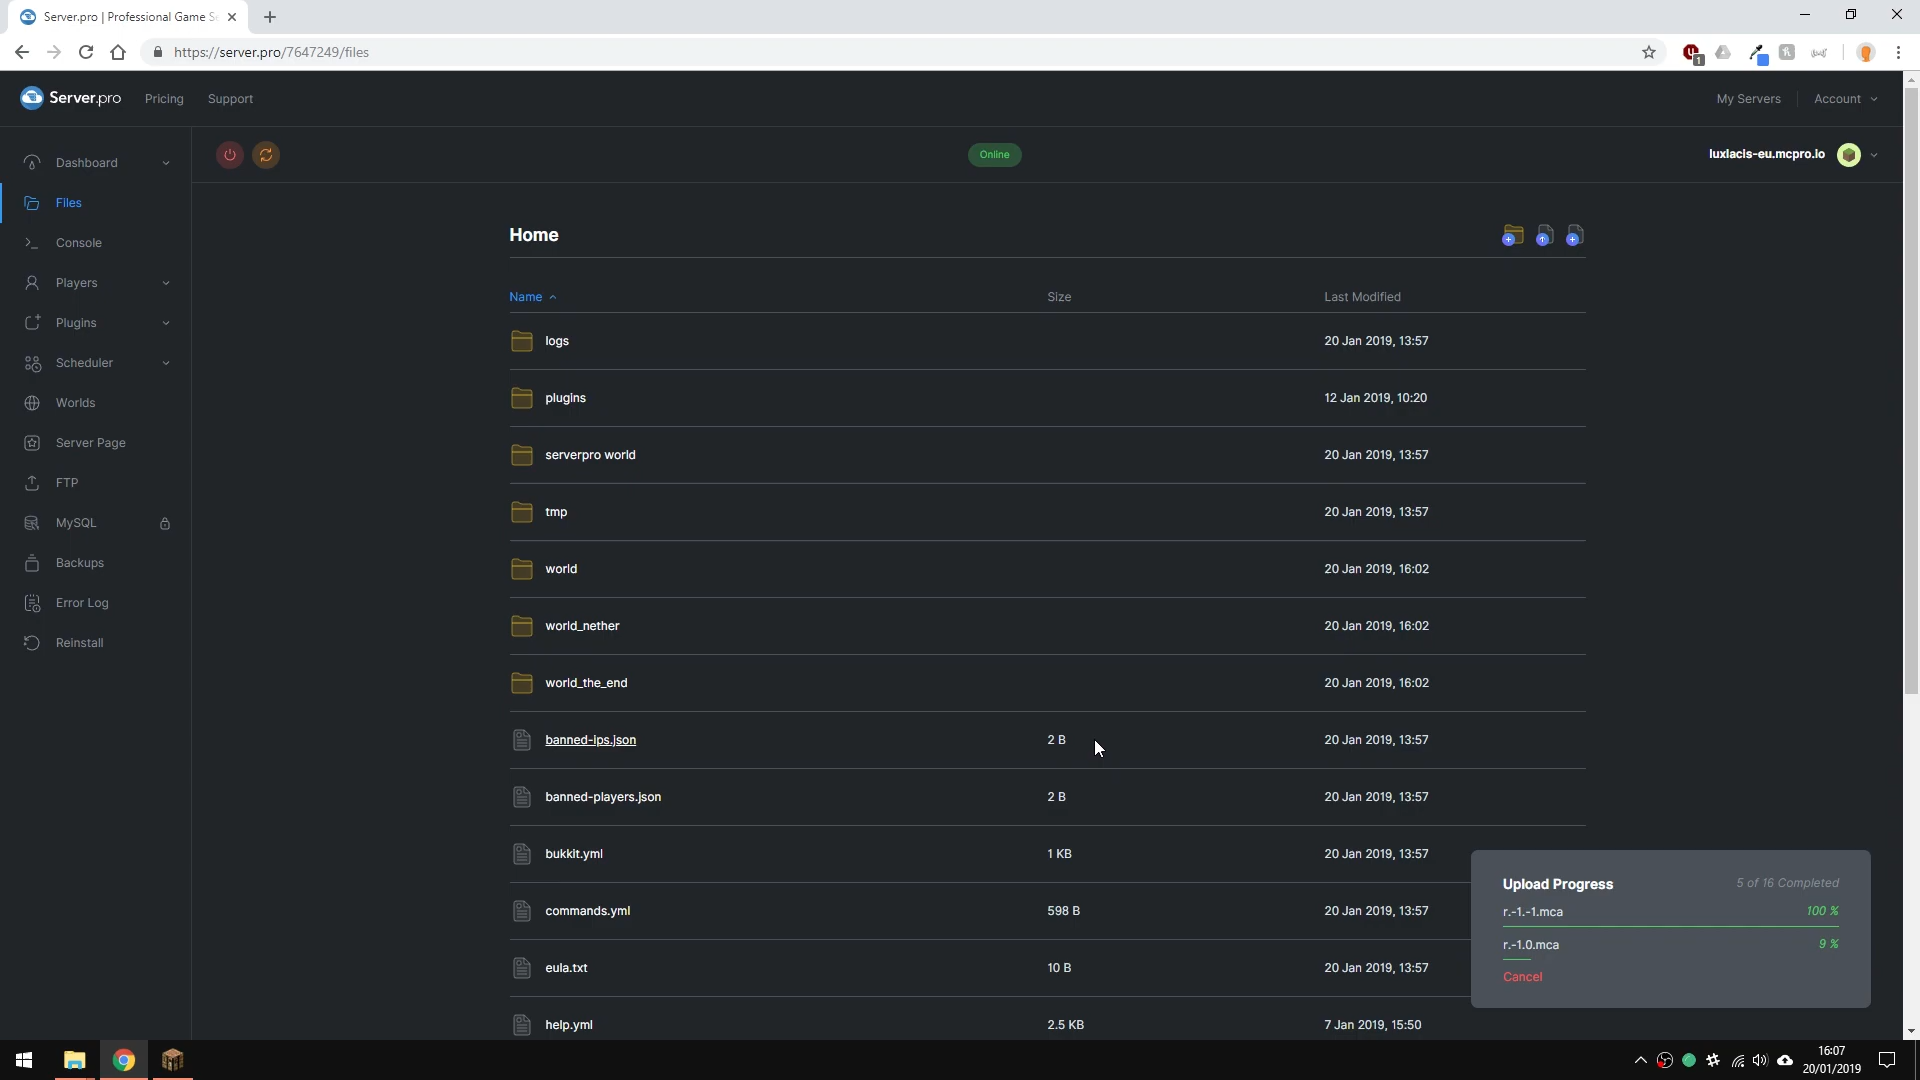 Server.pro | Professional Game Se
https://server.pro/7647249/files
1
Server.pro
Pricing
Support
My Servers
Account
Online
luxlacis-eu.mcpro.io
Dashboard
Files
Console
Players
Plugins
Scheduler
Worlds
Server Page
FTP
MySQL
Backups
Error Log
Reinstall
Home
Name Size Last Modified
logs 20 Jan 2019, 13:57
plugins 12 Jan 2019, 10:20
serverpro world 20 Jan 2019, 13:57
tmp 20 Jan 2019, 13:57
world 20 Jan 2019, 16:02
world_nether 20 Jan 2019, 16:02
world_the_end 20 Jan 2019, 16:02
banned-ips.json 2 B 20 Jan 2019, 13:57
banned-players.json 2 B 20 Jan 2019, 13:57
bukkit.yml 1 KB 20 Jan 2019, 13:57
commands.yml 598 B 20 Jan 2019, 13:57
eula.txt 10 B 20 Jan 2019, 13:57
help.yml 2.5 KB 7 Jan 2019, 15:50
Upload Progress 5 of 16 Completed
r.-1.-1.mca 100 %
r.-1.0.mca 9 %
Cancel
16:07
20/01/2019